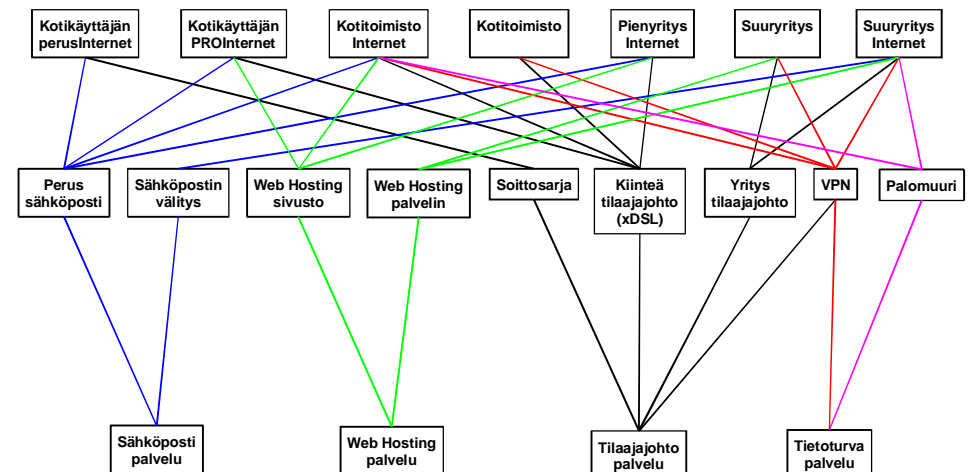 Kotikäyttäjän
perusInternet
Kotikäyttäjän
PROInternet
Kotitoimisto
Internet
Kotitoimisto
Pienyritys
Internet
Suuryritys
Suuryritys
Internet
Perus
sähköposti
Sähköpostin
välitys
Web Hosting
sivusto
Web Hosting
palvelin
Soittosarja
Kiinteä
tilaajajohto
(xDSL)
Yritys
tilaajajohto
VPN
Palomuuri
Sähköposti
palvelu
Web Hosting
palvelu
Tilaajajohto
palvelu
Tietoturva
palvelu